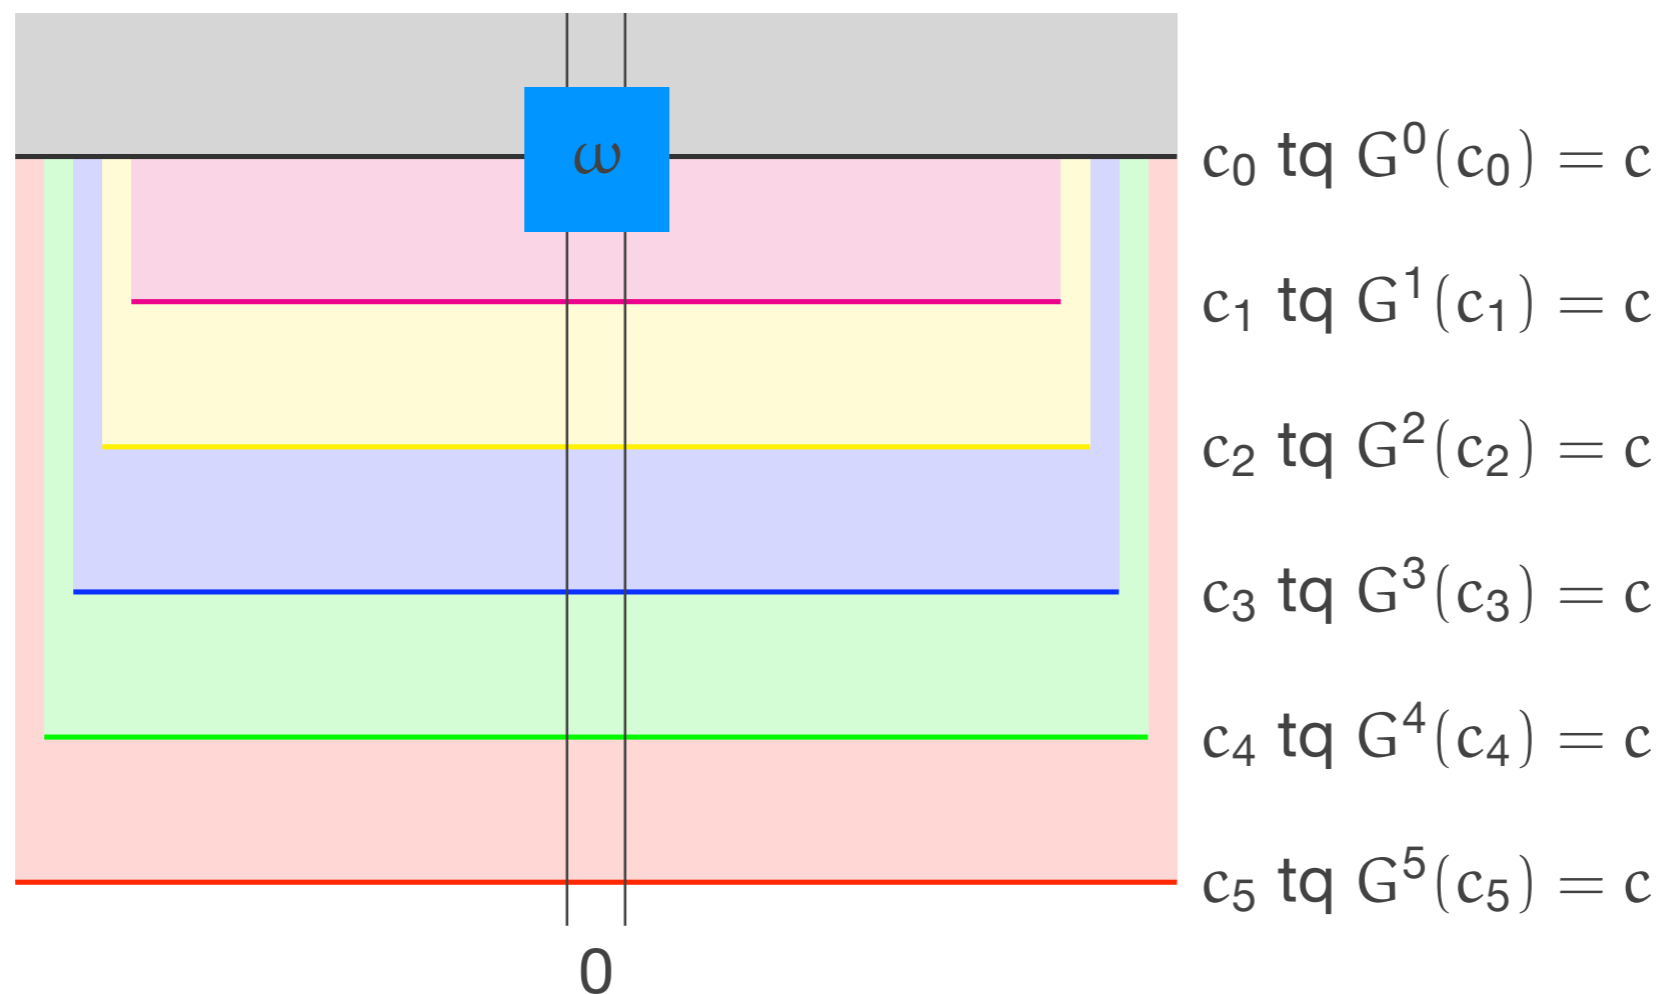 ω
c₀ tq G⁰(c₀) = c
c₁ tq G¹(c₁) = c
c₂ tq G²(c₂) = c
c₃ tq G³(c₃) = c
c₄ tq G⁴(c₄) = c
c₅ tq G⁵(c₅) = c
0